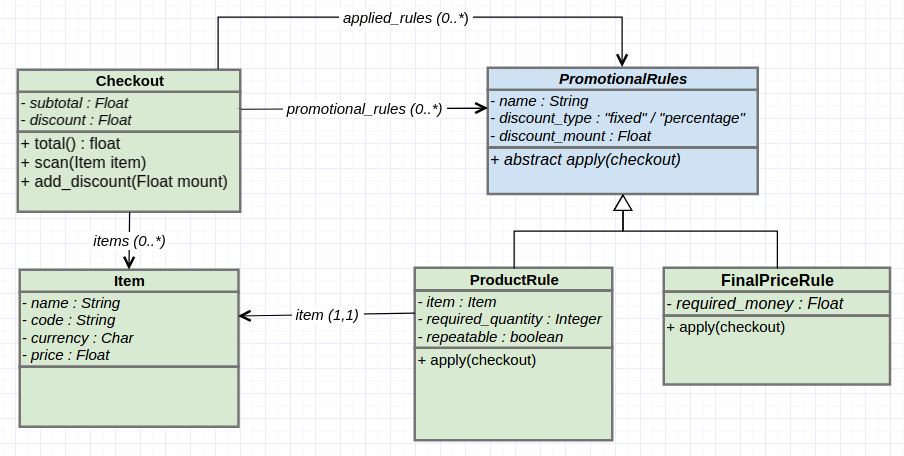 applied_rules (0..*)
Checkout
- subtotal : Float
- discount : Float
+ total() : float
+ scan(Item item)
+ add_discount(Float mount)
promotional_rules (0..*)
PromotionalRules
- name : String
- discount_type : "fixed" / "percentage"
- discount_mount : Float
+ abstract apply(checkout)
items (0..*)
Item
- name : String
- code : String
- currency : Char
- price : Float
item (1,1)
ProductRule
- item : Item
- required_quantity : Integer
- repeatable : boolean
+ apply(checkout)
FinalPriceRule
- required_money : Float
+ apply(checkout)